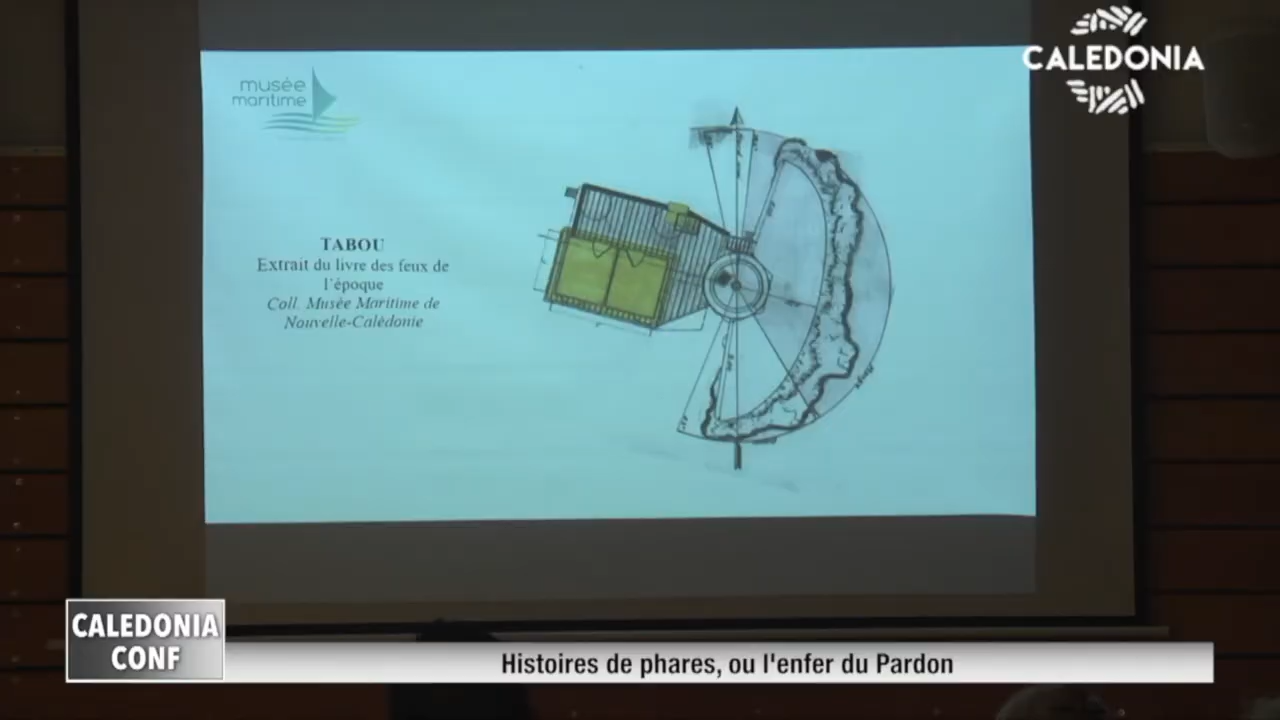 musée
maritime
CALEDONIA
TABOU
Extrait du livre des feux de
l'époque
Coll. Musée Maritime de
Nouvelle-Calédonie
CALEDONIA
CONF
Histoires de phares, ou l'enfer du Pardon